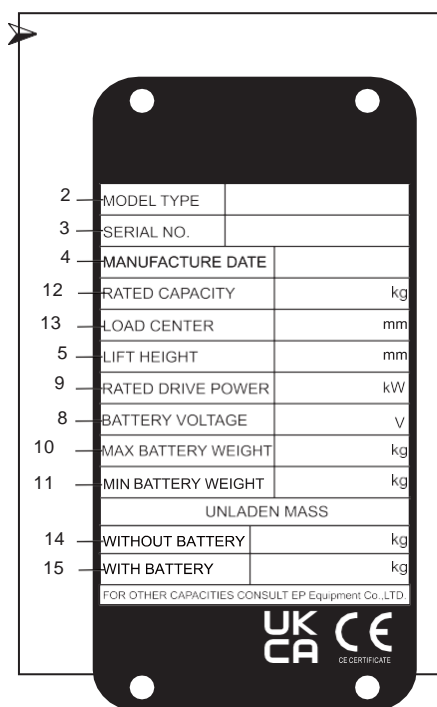 2 MODEL TYPE
3 SERIAL NO.
4 MANUFACTURE DATE
12 RATED CAPACITY kg
13 LOAD CENTER mm
5 LIFT HEIGHT mm
9 RATED DRIVE POWER kW
8 BATTERY VOLTAGE V
10 MAX BATTERY WEIGHT kg
11 MIN BATTERY WEIGHT kg
UNLADEN MASS
14 WITHOUT BATTERY kg
15 WITH BATTERY kg
FOR OTHER CAPACITIES CONSULT EP Equipment Co.,LTD.
UK CE
CA CE CERTIFICATE